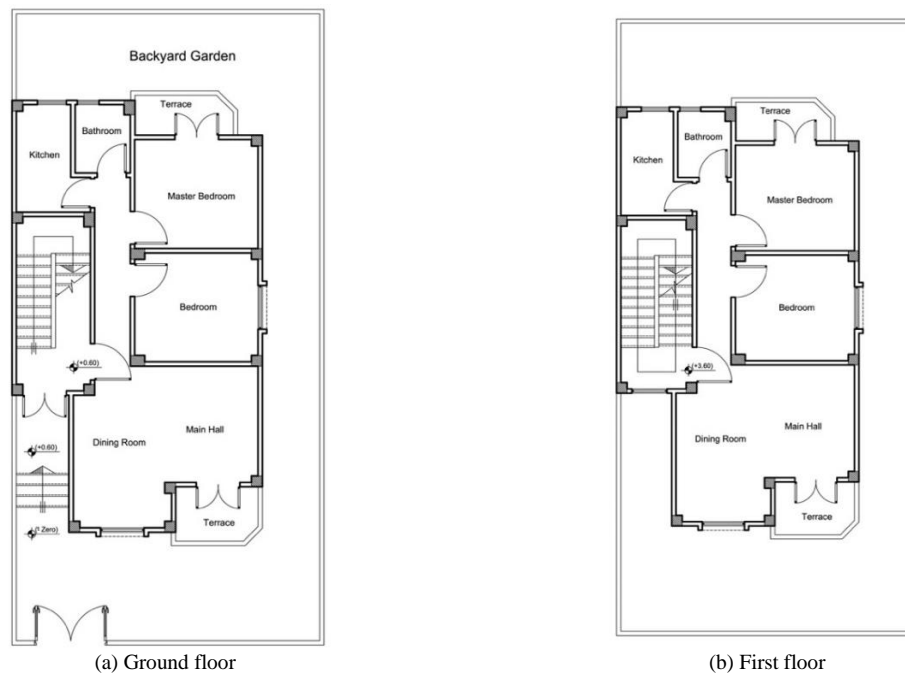 Backyard Garden
Terrace
Bathroom
Kitchen
Master Bedroom
Bedroom
(+0.60)
Dining Room
Main Hall
(+0.60)
Terrace
(± Zero)
(a) Ground floor
Terrace
Bathroom
Kitchen
Master Bedroom
Bedroom
(+3.60)
Dining Room
Main Hall
Terrace
(b) First floor